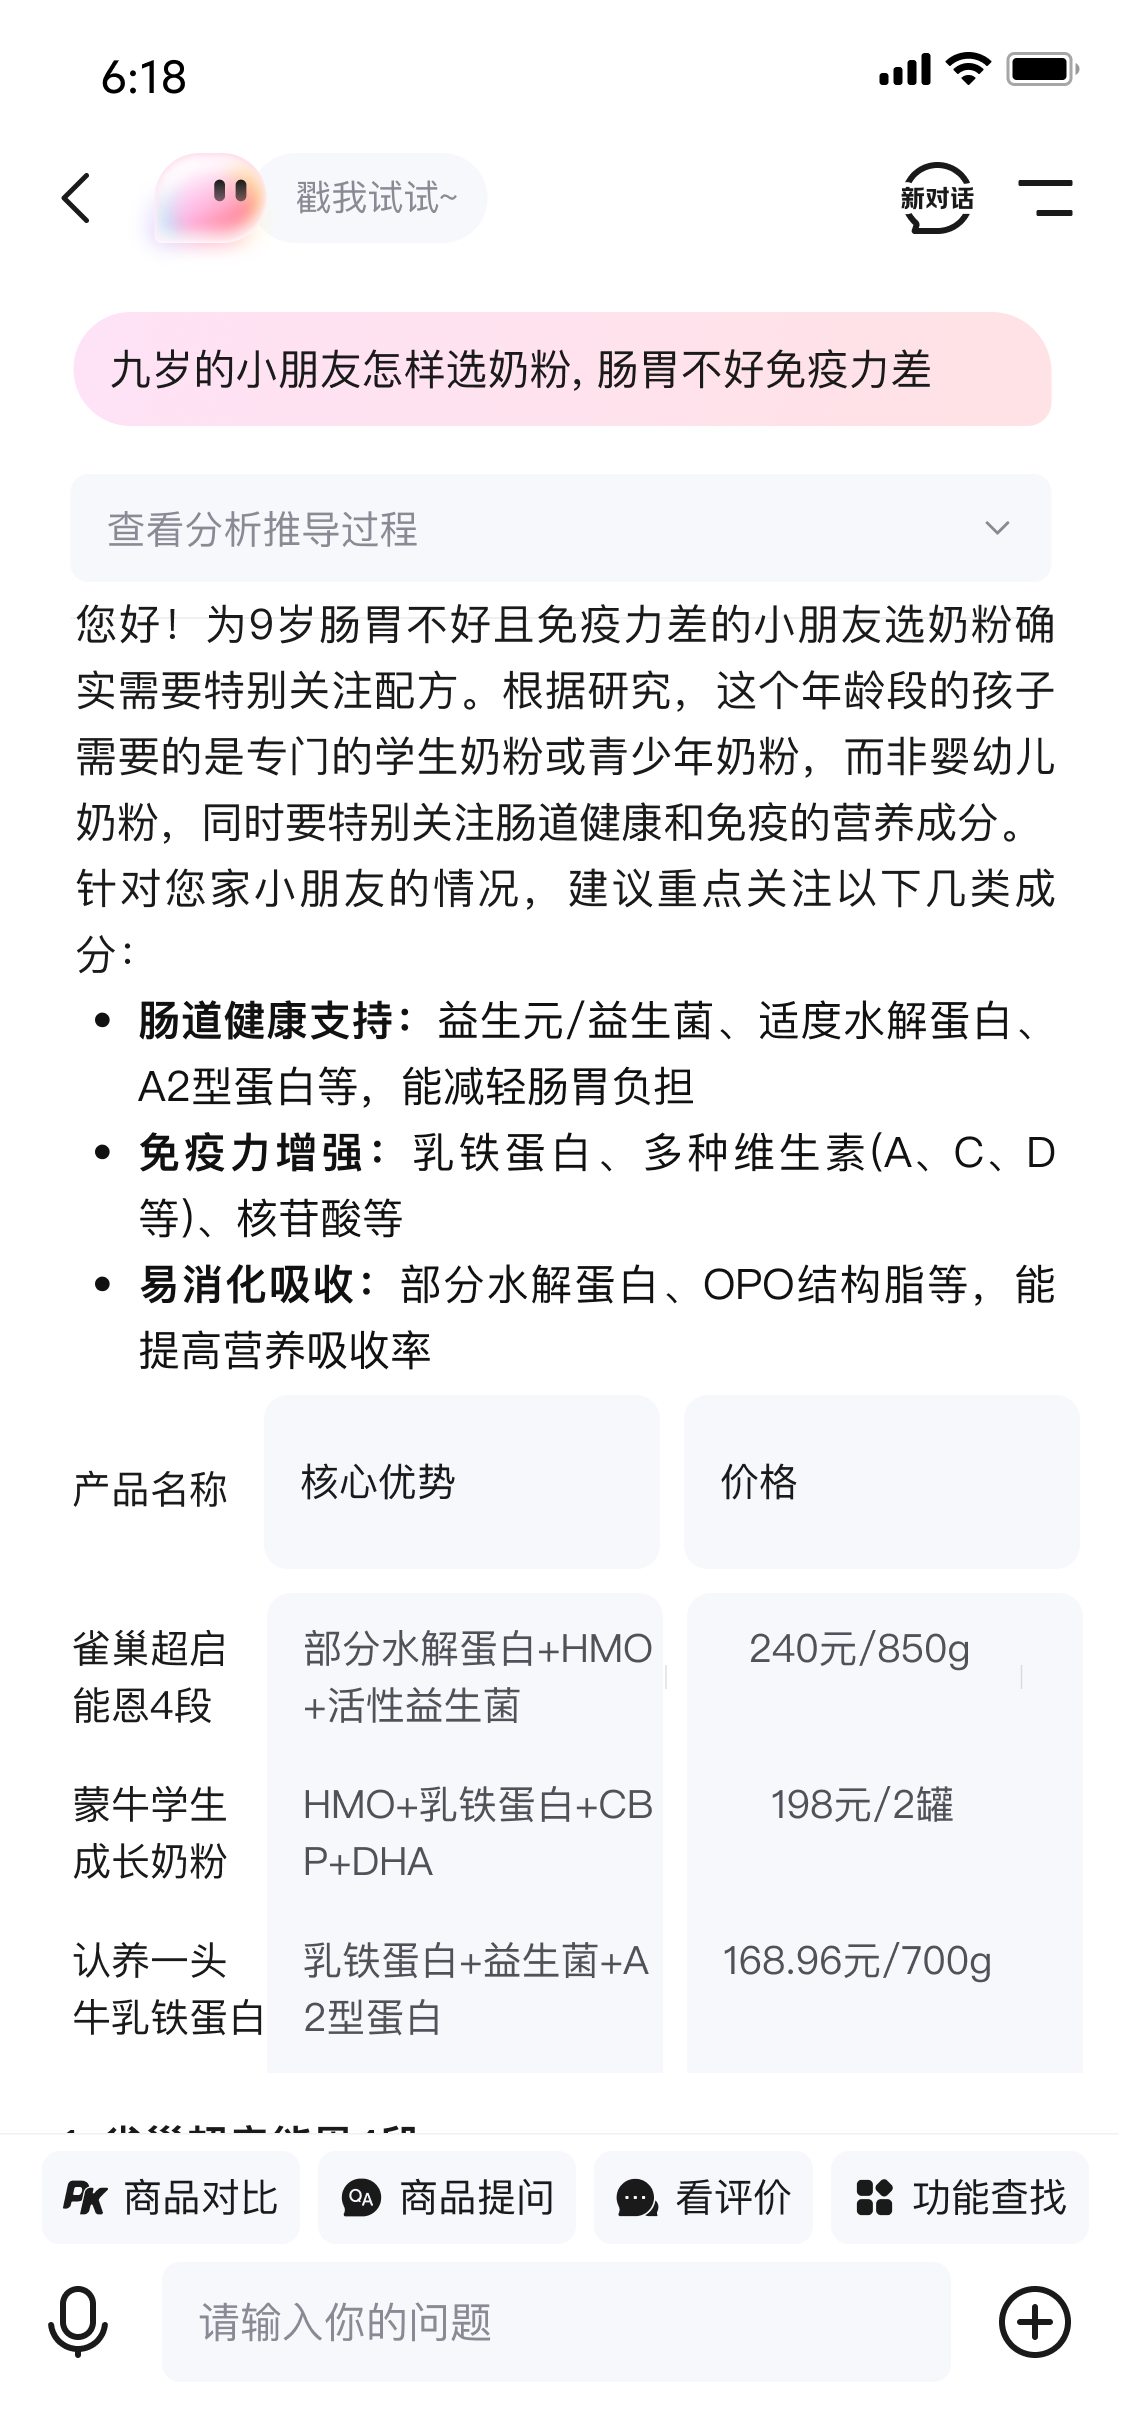 6:18
戳我试试~
新对话
九岁的小朋友怎样选奶粉, 肠胃不好免疫力差
查看分析推导过程
您好！为9岁肠胃不好且免疫力差的小朋友选奶粉确
实需要特别关注配方。根据研究，这个年龄段的孩子
需要的是专门的学生奶粉或青少年奶粉，而非婴幼儿
奶粉，同时要特别关注肠道健康和免疫的营养成分。
针对您家小朋友的情况，建议重点关注以下几类成
分：
• 肠道健康支持：益生元/益生菌、适度水解蛋白、
A2型蛋白等，能减轻肠胃负担
• 免疫力增强：乳铁蛋白、多种维生素(A、C、D
等)、核苷酸等
• 易消化吸收：部分水解蛋白、OPO结构脂等，能
提高营养吸收率
产品名称 核心优势 价格
雀巢超启 部分水解蛋白+HMO 240元/850g
能恩4段 +活性益生菌
蒙牛学生 HMO+乳铁蛋白+CB 198元/2罐
成长奶粉 P+DHA
认养一头 乳铁蛋白+益生菌+A 168.96元/700g
牛乳铁蛋白 2型蛋白
PK 商品对比 QA 商品提问 看评价 功能查找
请输入你的问题